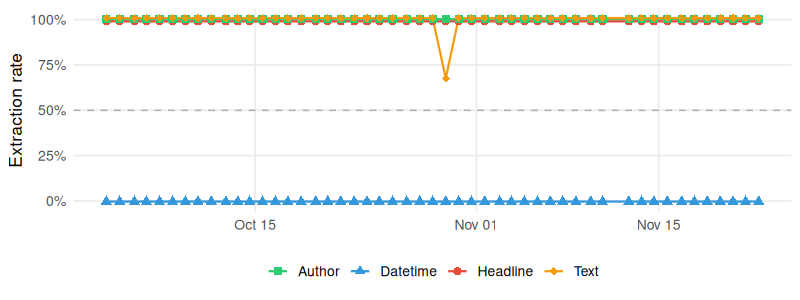 Extraction rate
100%
75%
50%
25%
0%
Oct 15 Nov 01 Nov 15
Author Datetime Headline Text